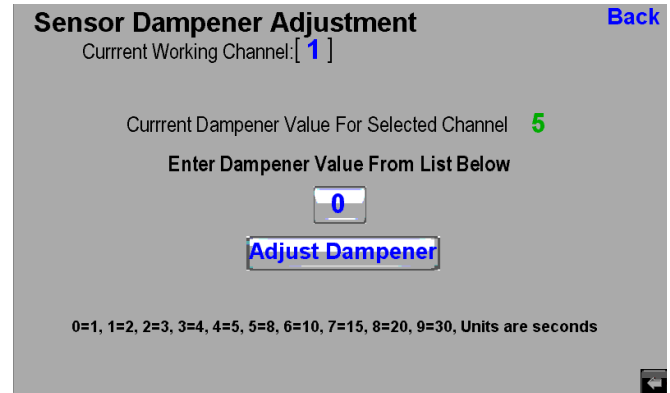 Sensor Dampener Adjustment
Back
Currrent Working Channel:[ 1 ]
Currrent Dampener Value For Selected Channel 5
Enter Dampener Value From List Below
0
Adjust Dampener
0=1, 1=2, 2=3, 3=4, 4=5, 5=8, 6=10, 7=15, 8=20, 9=30, Units are seconds